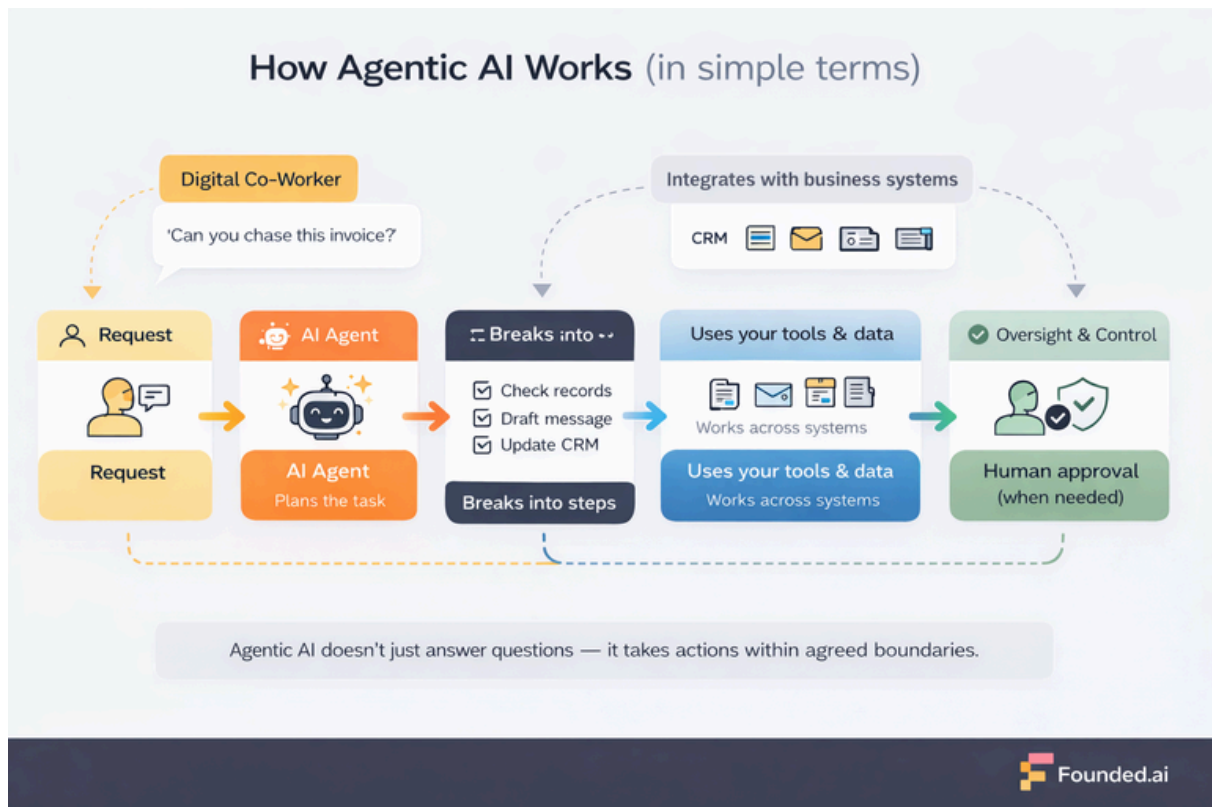 How Agentic AI Works (in simple terms)
Digital Co-Worker
'Can you chase this invoice?'
Integrates with business systems
CRM
Request
Request
AI Agent
AI Agent
Plans the task
Breaks into
Check records
Draft message
Update CRM
Breaks into steps
Uses your tools & data
Works across systems
Uses your tools & data
Works across systems
Oversight & Control
Human approval
(when needed)
Agentic AI doesn't just answer questions — it takes actions within agreed boundaries.
Founded.ai